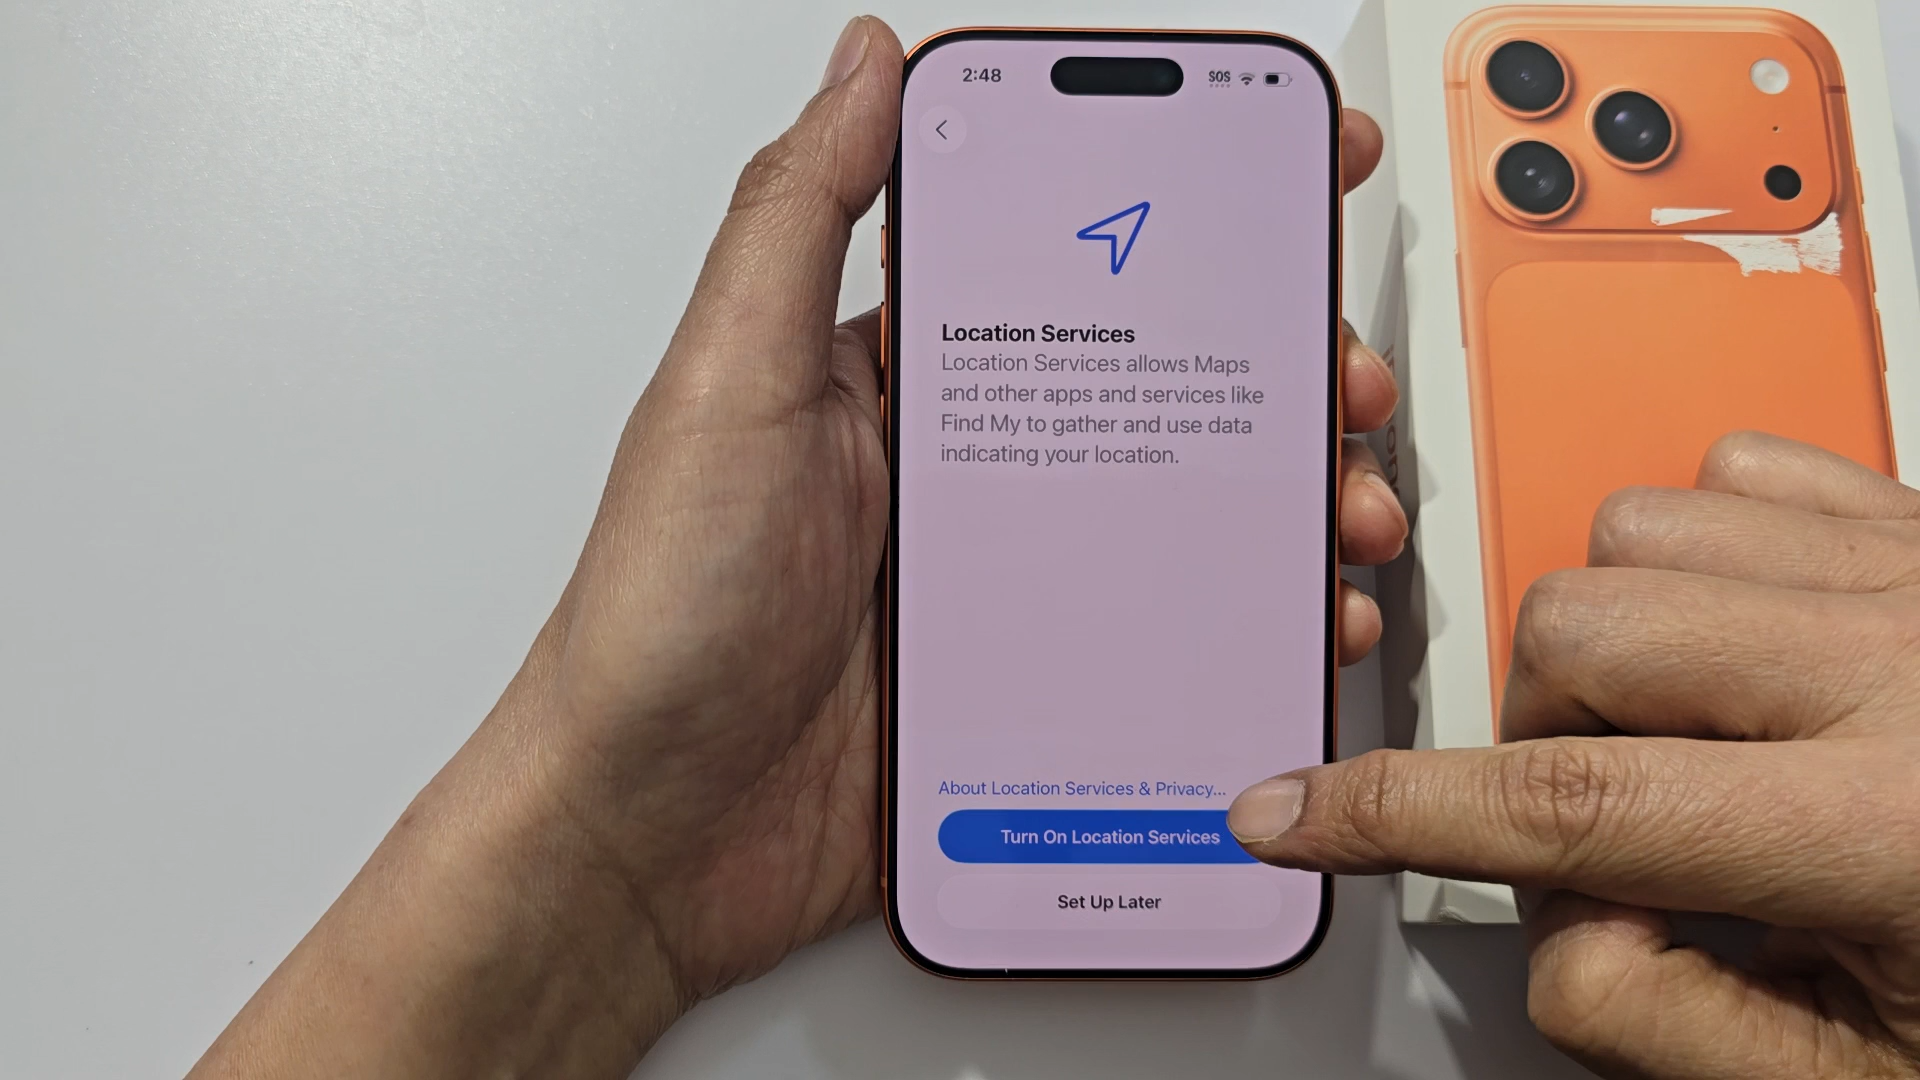 2:48
SOS
Location Services
Location Services allows Maps
and other apps and services like
Find My to gather and use data
indicating your location.
About Location Services & Privacy...
Turn On Location Services
Set Up Later